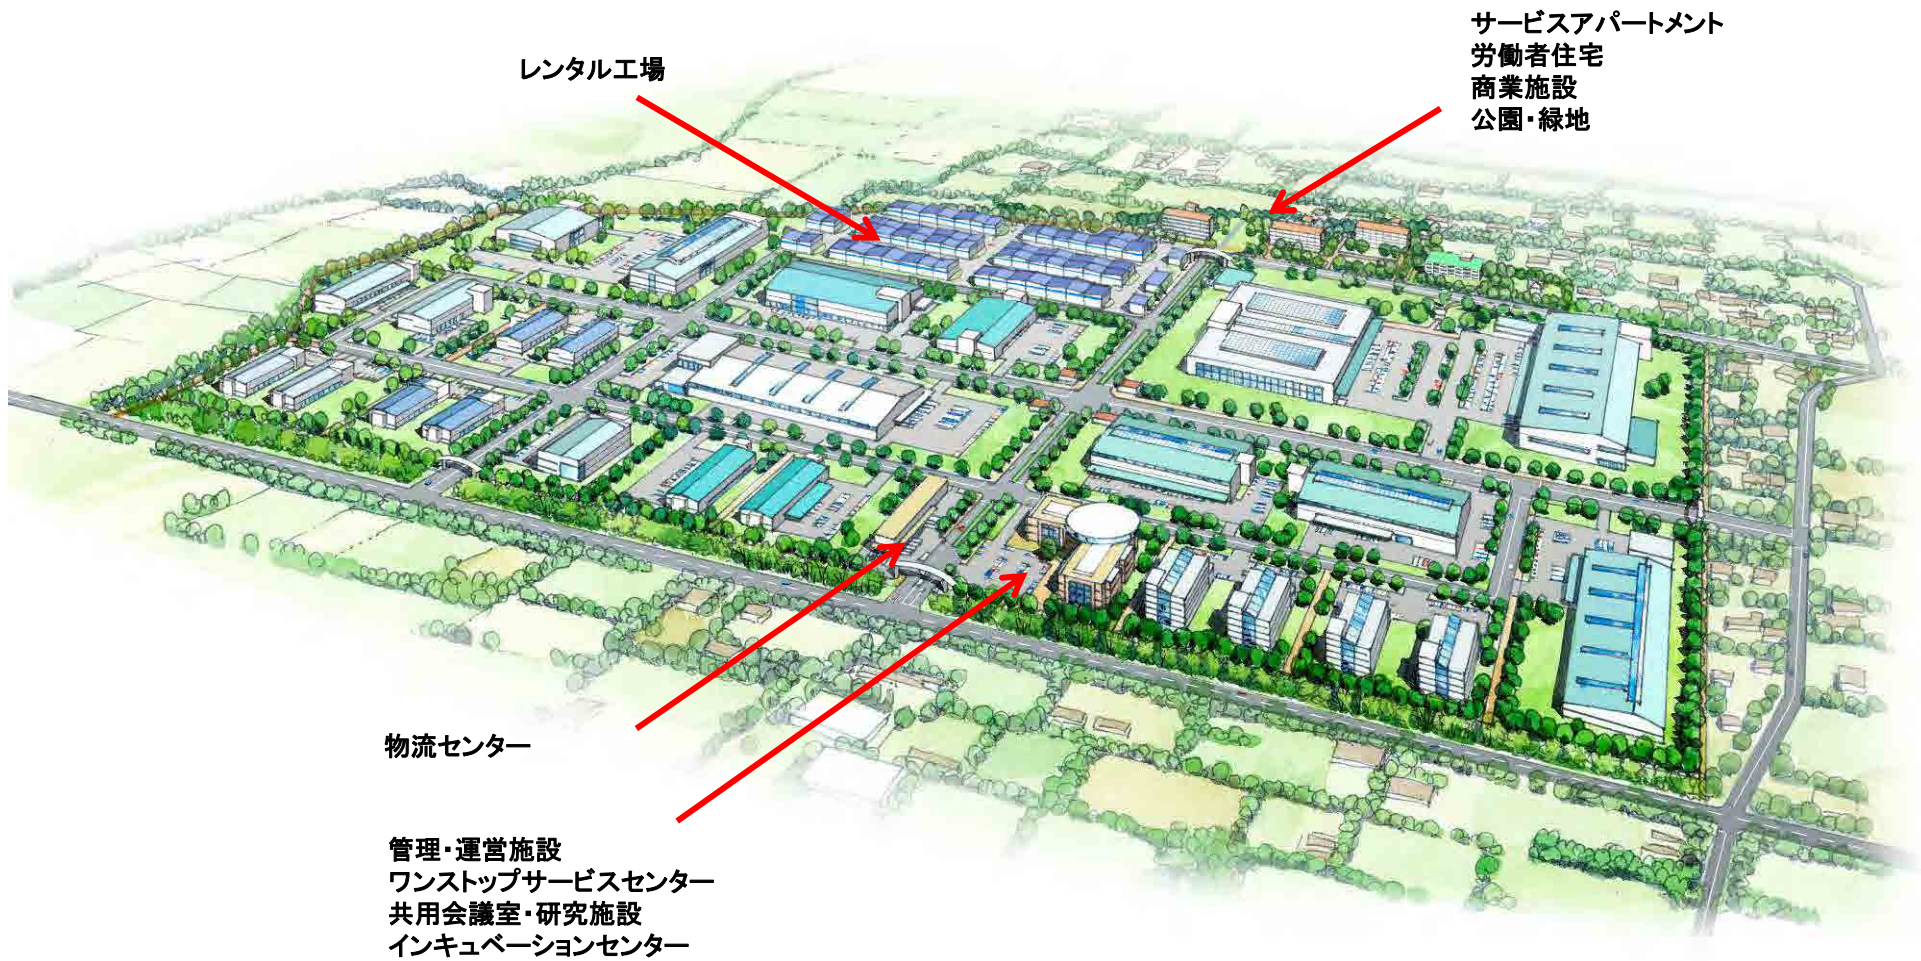 サービスアパートメント
労働者住宅
商業施設
公園・緑地
レンタル工場
物流センター
管理・運営施設
ワンストップサービスセンター
共用会議室・研究施設
インキュベーションセンター